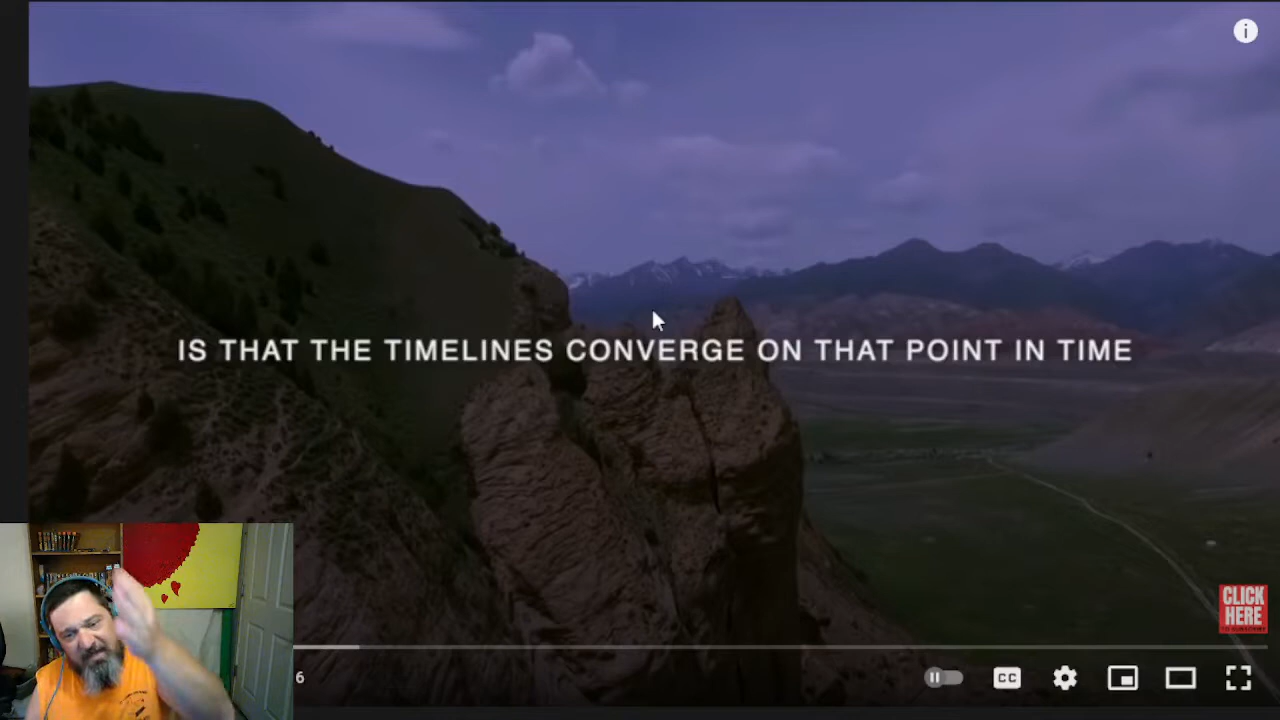 IS THAT THE TIMELINES CONVERGE ON THAT POINT IN TIME
CLICK
HERE
6
CC